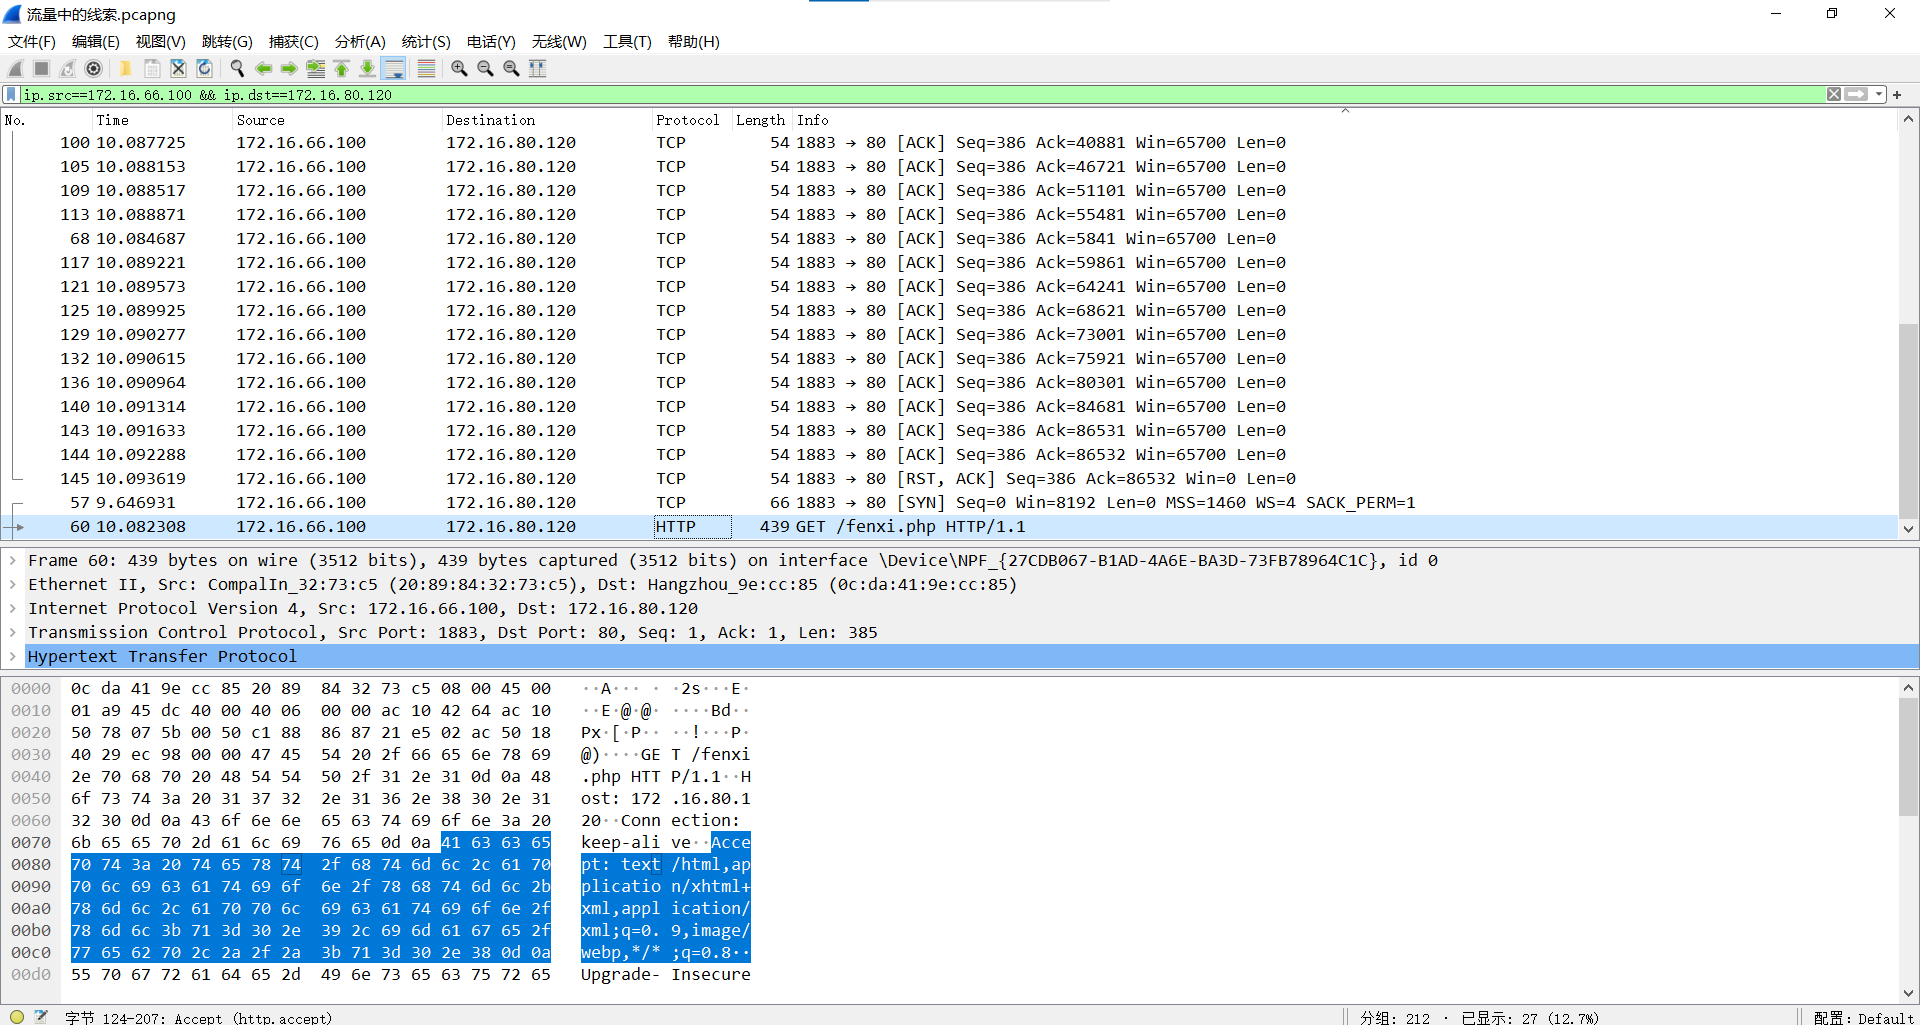 流量中的线索.pcapng
文件(F) 编辑(E) 视图(V) 跳转(G) 捕获(C) 分析(A) 统计(S) 电话(Y) 无线(W) 工具(T) 帮助(H)
ip.src==172.16.66.100 && ip.dst==172.16.80.120
No. Time Source Destination Protocol Length Info
100 10.087725 172.16.66.100 172.16.80.120 TCP 54 1883 → 80 [ACK] Seq=386 Ack=40881 Win=65700 Len=0
105 10.088153 172.16.66.100 172.16.80.120 TCP 54 1883 → 80 [ACK] Seq=386 Ack=46721 Win=65700 Len=0
109 10.088517 172.16.66.100 172.16.80.120 TCP 54 1883 → 80 [ACK] Seq=386 Ack=51101 Win=65700 Len=0
113 10.088871 172.16.66.100 172.16.80.120 TCP 54 1883 → 80 [ACK] Seq=386 Ack=55481 Win=65700 Len=0
68 10.084687 172.16.66.100 172.16.80.120 TCP 54 1883 → 80 [ACK] Seq=386 Ack=5841 Win=65700 Len=0
117 10.089221 172.16.66.100 172.16.80.120 TCP 54 1883 → 80 [ACK] Seq=386 Ack=59861 Win=65700 Len=0
121 10.089573 172.16.66.100 172.16.80.120 TCP 54 1883 → 80 [ACK] Seq=386 Ack=64241 Win=65700 Len=0
125 10.089925 172.16.66.100 172.16.80.120 TCP 54 1883 → 80 [ACK] Seq=386 Ack=68621 Win=65700 Len=0
129 10.090277 172.16.66.100 172.16.80.120 TCP 54 1883 → 80 [ACK] Seq=386 Ack=73001 Win=65700 Len=0
132 10.090615 172.16.66.100 172.16.80.120 TCP 54 1883 → 80 [ACK] Seq=386 Ack=75921 Win=65700 Len=0
136 10.090964 172.16.66.100 172.16.80.120 TCP 54 1883 → 80 [ACK] Seq=386 Ack=80301 Win=65700 Len=0
140 10.091314 172.16.66.100 172.16.80.120 TCP 54 1883 → 80 [ACK] Seq=386 Ack=84681 Win=65700 Len=0
143 10.091633 172.16.66.100 172.16.80.120 TCP 54 1883 → 80 [ACK] Seq=386 Ack=86531 Win=65700 Len=0
144 10.092288 172.16.66.100 172.16.80.120 TCP 54 1883 → 80 [ACK] Seq=386 Ack=86532 Win=65700 Len=0
145 10.093619 172.16.66.100 172.16.80.120 TCP 54 1883 → 80 [RST, ACK] Seq=386 Ack=86532 Win=0 Len=0
57 9.646931 172.16.66.100 172.16.80.120 TCP 66 1883 → 80 [SYN] Seq=0 Win=8192 Len=0 MSS=1460 WS=4 SACK_PERM=1
60 10.082308 172.16.66.100 172.16.80.120 HTTP 439 GET /fenxi.php HTTP/1.1
Frame 60: 439 bytes on wire (3512 bits), 439 bytes captured (3512 bits) on interface \Device\NPF_{27CDB067-B1AD-4A6E-BA3D-73FB78964C1C}, id 0
Ethernet II, Src: CompalIn_32:73:c5 (20:89:84:32:73:c5), Dst: Hangzhou_9e:cc:85 (0c:da:41:9e:cc:85)
Internet Protocol Version 4, Src: 172.16.66.100, Dst: 172.16.80.120
Transmission Control Protocol, Src Port: 1883, Dst Port: 80, Seq: 1, Ack: 1, Len: 385
Hypertext Transfer Protocol
0000 0c da 41 9e cc 85 20 89 84 32 73 c5 08 00 45 00 ··A··· · ·2s···E·
0010 01 a9 45 dc 40 00 40 06 00 00 ac 10 42 64 ac 10 ··E·@·@· ····Bd··
0020 50 78 07 5b 00 50 c1 88 86 87 21 e5 02 ac 50 18 Px·[·P·· ··!···P·
0030 40 29 ec 98 00 00 47 45 54 20 2f 66 65 6e 78 69 @)····GE T /fenxi
0040 2e 70 68 70 20 48 54 54 50 2f 31 2e 31 0d 0a 48 .php HTT P/1.1··H
0050 6f 73 74 3a 20 31 37 32 2e 31 36 2e 38 30 2e 31 ost: 172 .16.80.1
0060 32 30 0d 0a 43 6f 6e 6e 65 63 74 69 6f 6e 3a 20 20··Conn ection:
0070 6b 65 65 70 2d 61 6c 69 76 65 0d 0a 41 63 63 65 keep-ali ve··Acce
0080 70 74 3a 20 74 65 78 74 2f 68 74 6d 6c 2c 61 70 pt: text /html,ap
0090 70 6c 69 63 61 74 69 6f 6e 2f 78 68 74 6d 6c 2b plicatio n/xhtml+
00a0 78 6d 6c 2c 61 70 70 6c 69 63 61 74 69 6f 6e 2f xml,appl ication/
00b0 78 6d 6c 3b 71 3d 30 2e 39 2c 69 6d 61 67 65 2f xml;q=0. 9,image/
00c0 77 65 62 70 2c 2a 2f 2a 3b 71 3d 30 2e 38 0d 0a webp,*/* ;q=0.8··
00d0 55 70 67 72 61 64 65 2d 49 6e 73 65 63 75 72 65 Upgrade- Insecure
字节 124-207: Accept (http.accept) 分组: 212 · 已显示: 27 (12.7%) 配置: Default